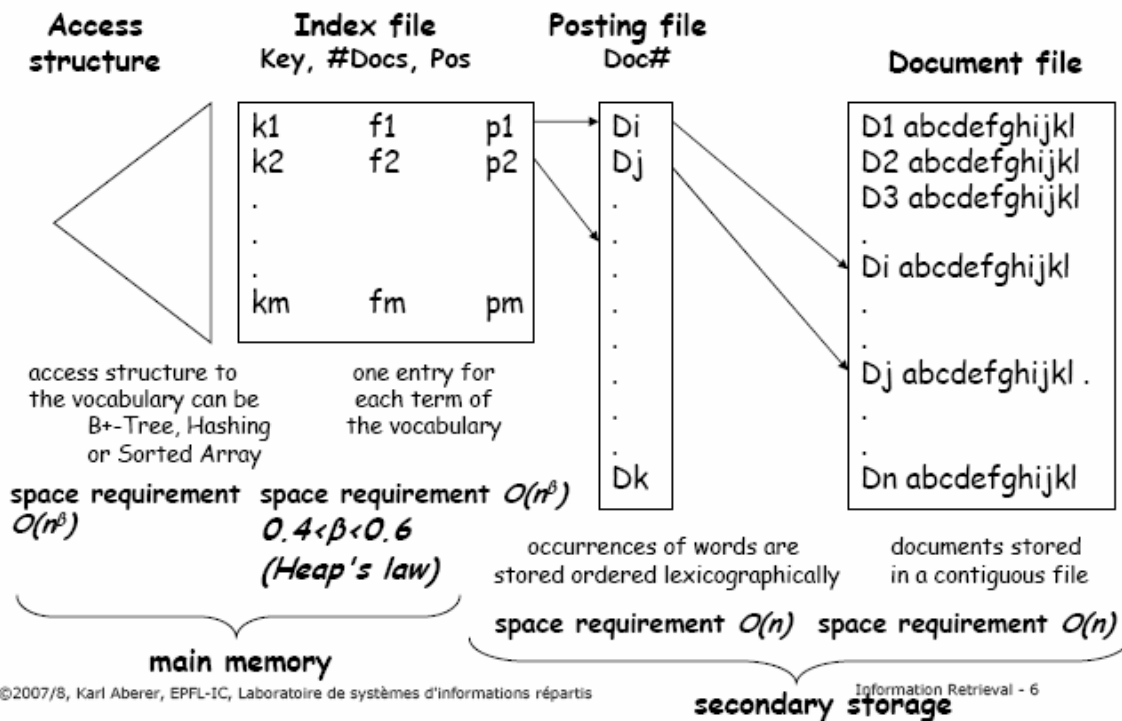 Access
structure
Index file
Key, #Docs, Pos
Posting file
Doc#
Document file
k1 f1 p1
k2 f2 p2
.
.
.
km fm pm
Di
Dj
.
.
.
.
.
.
.
Dk
D1 abcdefghijkl
D2 abcdefghijkl
D3 abcdefghijkl
.
Di abcdefghijkl
.
.
Dj abcdefghijkl .
.
.
Dn abcdefghijkl
access structure to
the vocabulary can be
B+-Tree, Hashing
or Sorted Array
one entry for
each term of
the vocabulary
space requirement
O(nᵝ)
space requirement O(nᵝ)
0.4<β<0.6
(Heap's law)
occurrences of words are
stored ordered lexicographically
documents stored
in a contiguous file
space requirement O(n)
space requirement O(n)
main memory
secondary storage
©2007/8, Karl Aberer, EPFL-IC, Laboratoire de systèmes d'informations répartis
Information Retrieval - 6